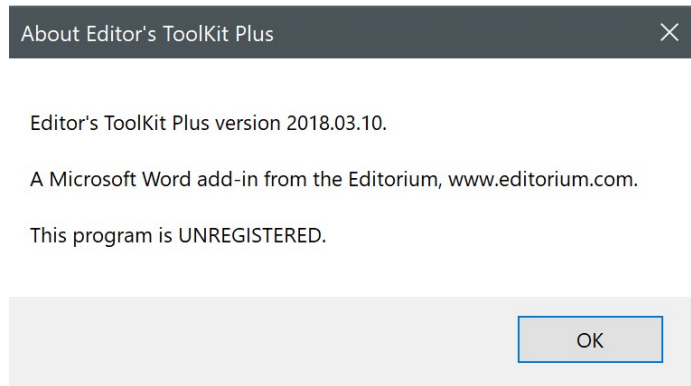 About Editor's ToolKit Plus
Editor's ToolKit Plus version 2018.03.10.
A Microsoft Word add-in from the Editorium, www.editorium.com.
This program is UNREGISTERED.
OK